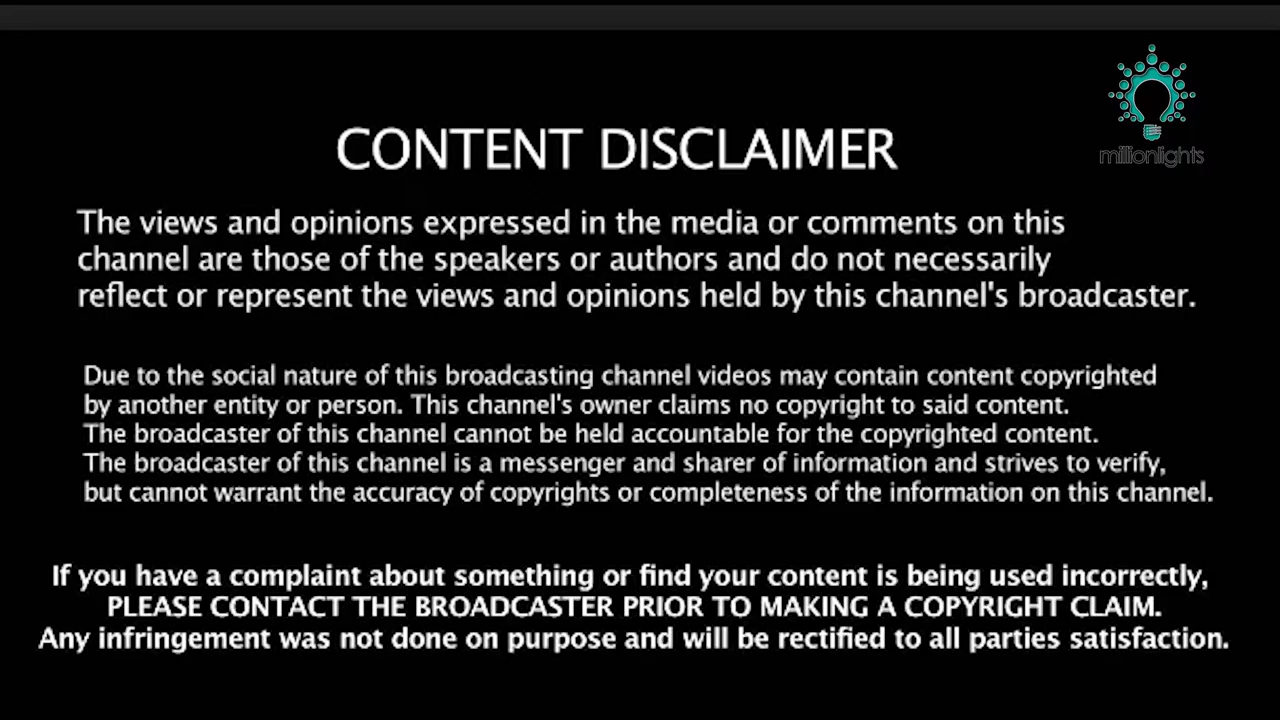 millionlights
CONTENT DISCLAIMER
The views and opinions expressed in the media or comments on this
channel are those of the speakers or authors and do not necessarily
reflect or represent the views and opinions held by this channel's broadcaster.
Due to the social nature of this broadcasting channel videos may contain content copyrighted
by another entity or person. This channel's owner claims no copyright to said content.
The broadcaster of this channel cannot be held accountable for the copyrighted content.
The broadcaster of this channel is a messenger and sharer of information and strives to verify,
but cannot warrant the accuracy of copyrights or completeness of the information on this channel.
If you have a complaint about something or find your content is being used incorrectly,
PLEASE CONTACT THE BROADCASTER PRIOR TO MAKING A COPYRIGHT CLAIM.
Any infringement was not done on purpose and will be rectified to all parties satisfaction.